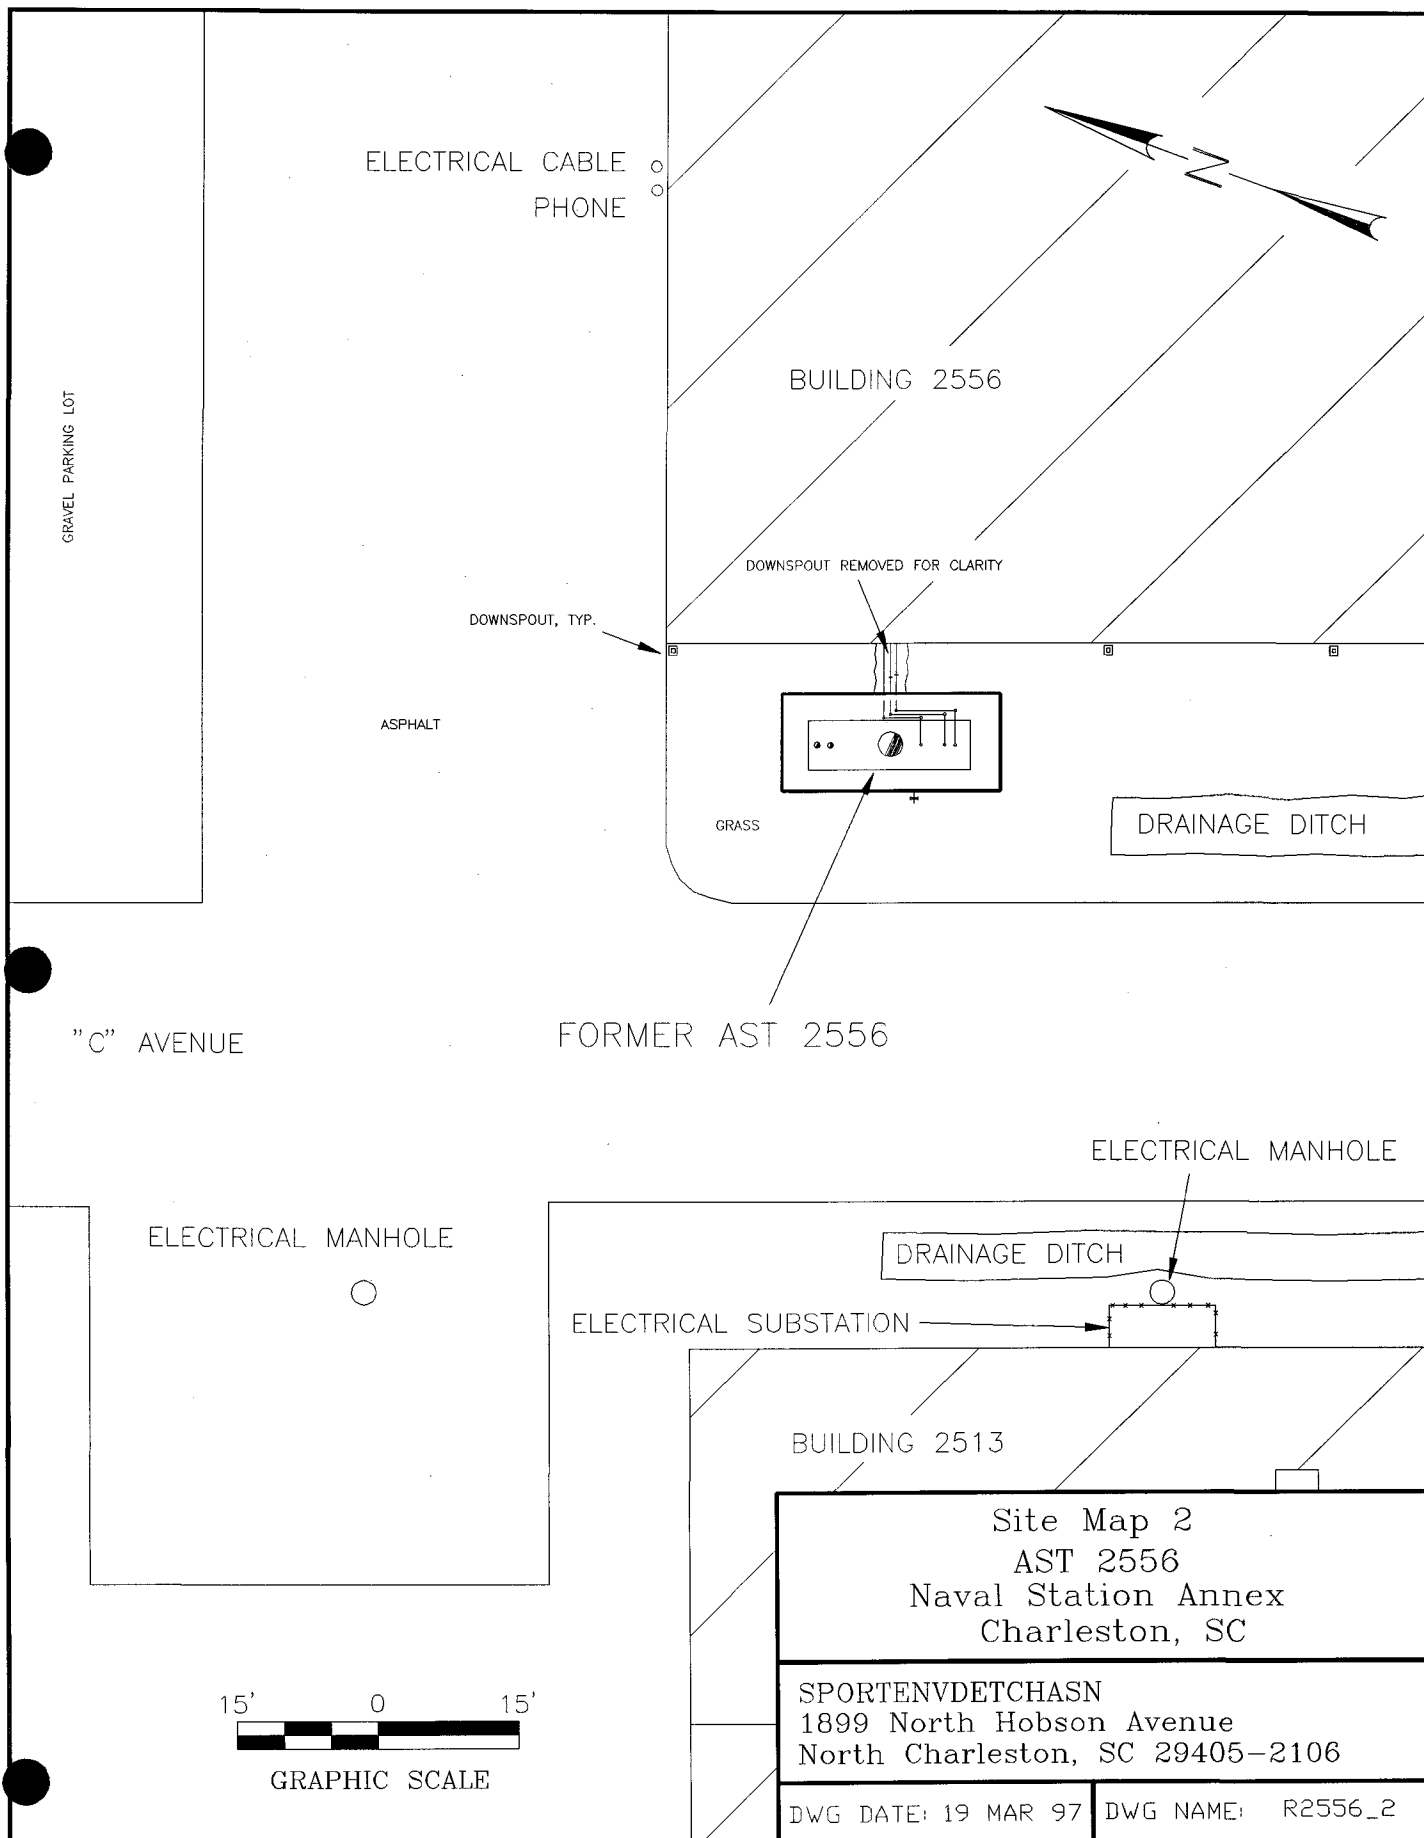 ELECTRICAL CABLE
PHONE
N
BUILDING 2556
GRAVEL PARKING LOT
DOWNSPOUT REMOVED FOR CLARITY
DOWNSPOUT, TYP.
ASPHALT
GRASS
DRAINAGE DITCH
"C" AVENUE
FORMER AST 2556
ELECTRICAL MANHOLE
ELECTRICAL MANHOLE
DRAINAGE DITCH
ELECTRICAL SUBSTATION
BUILDING 2513
Site Map 2
AST 2556
Naval Station Annex
Charleston, SC
SPORTENVDETCHASN
1899 North Hobson Avenue
North Charleston, SC 29405-2106
15' 0 15'
GRAPHIC SCALE
DWG DATE: 19 MAR 97
DWG NAME: R2556_2